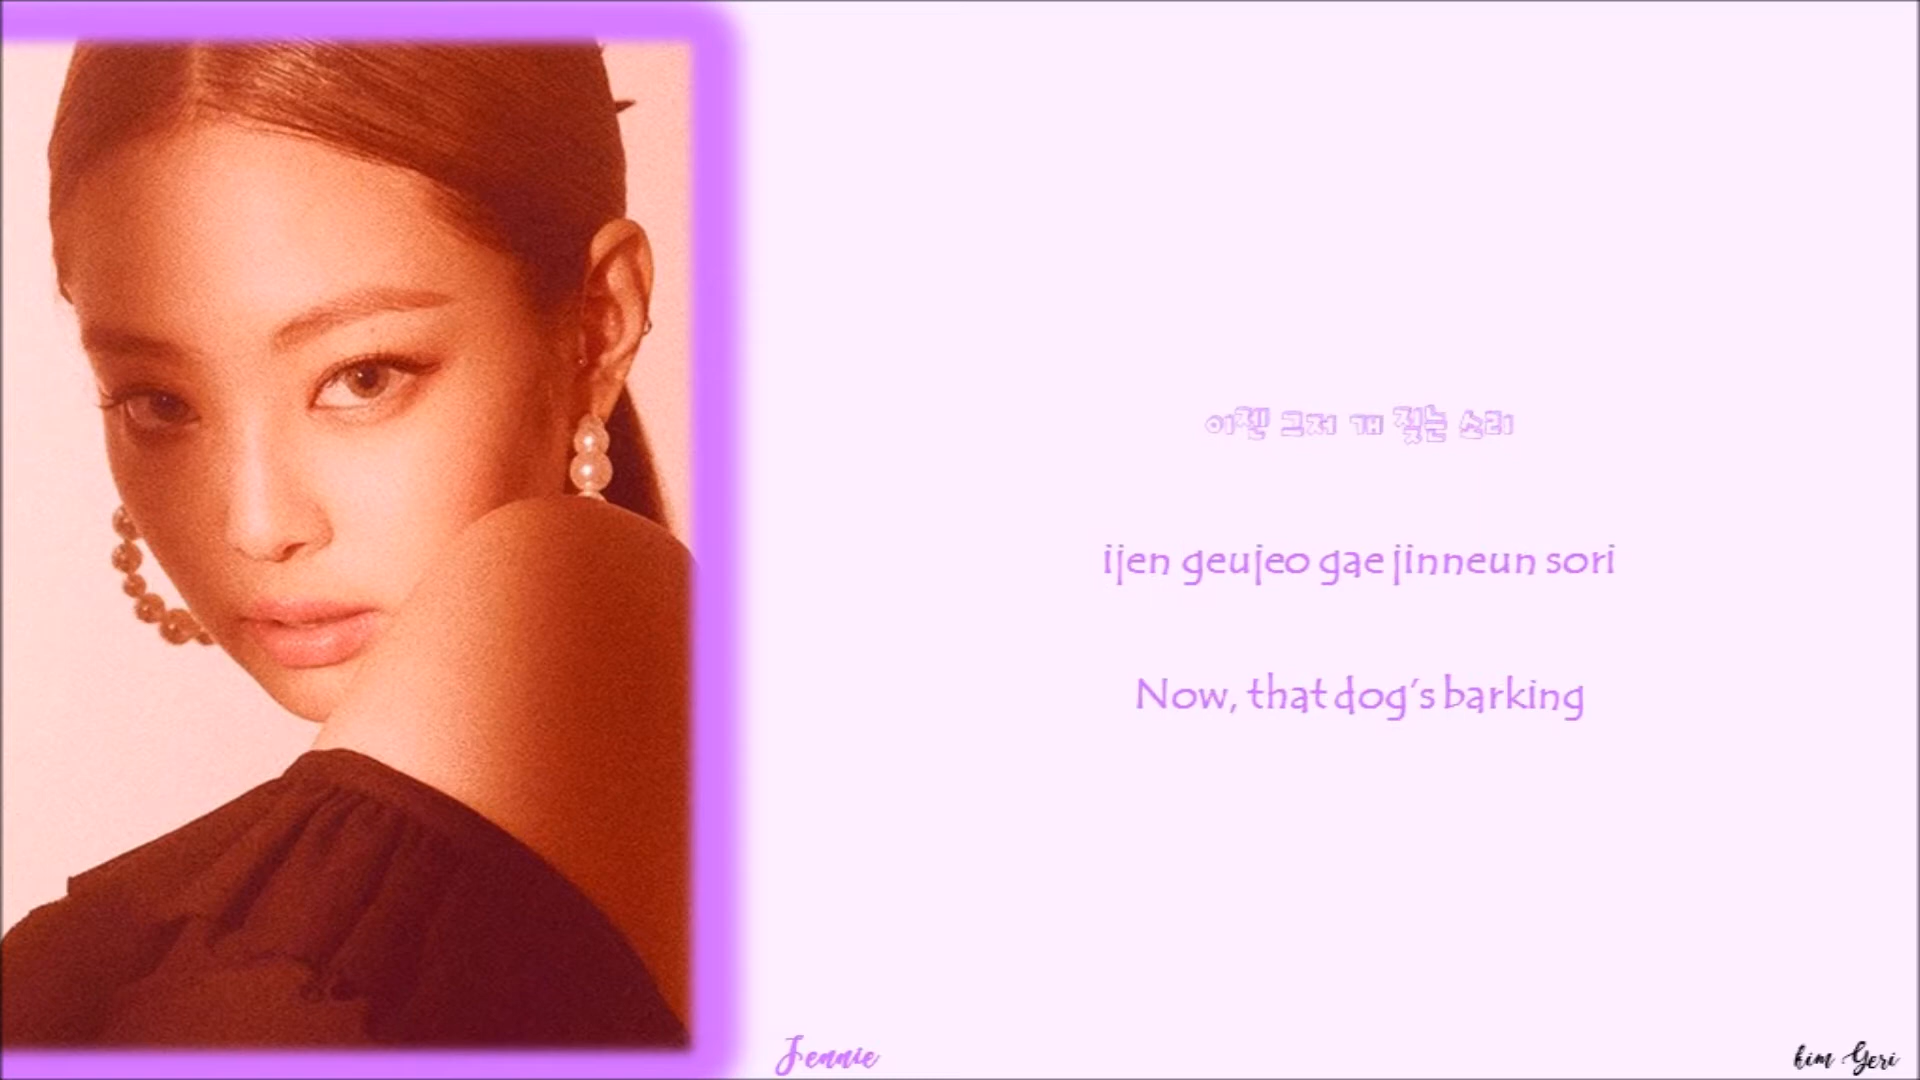 이젠 그저 개 짖는 소리
ijen geujeo gae jinneun sori
Now, that dog's barking
Jennie
kim Geri